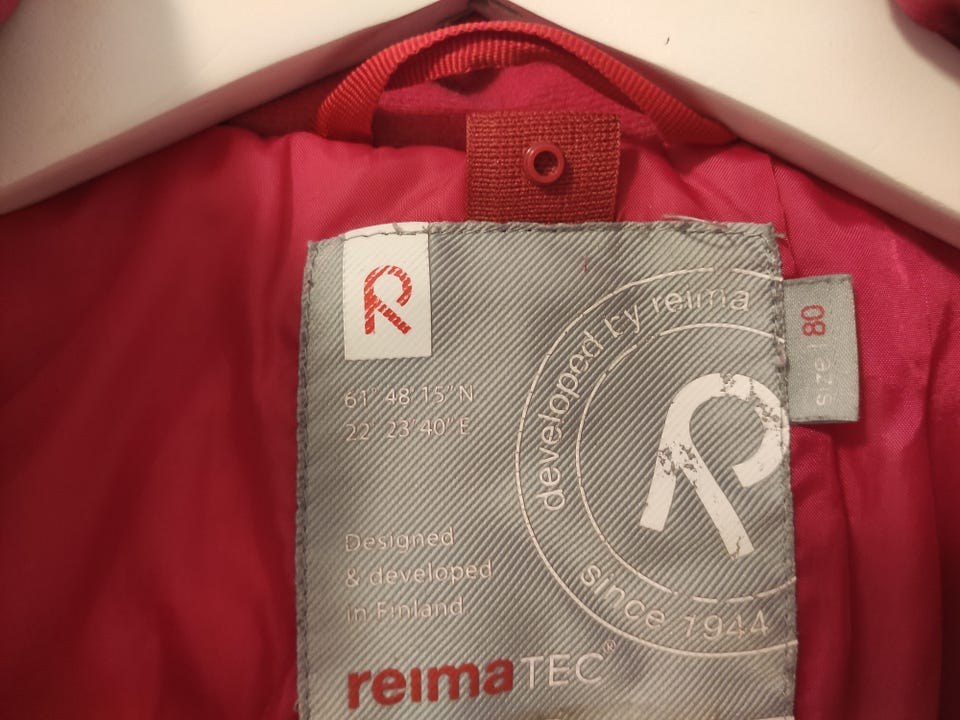 R
61° 48' 15" N
22° 23' 40" E
Designed
& developed
in Finland
reimaTEC®
developed by reima
since 1944
size 80